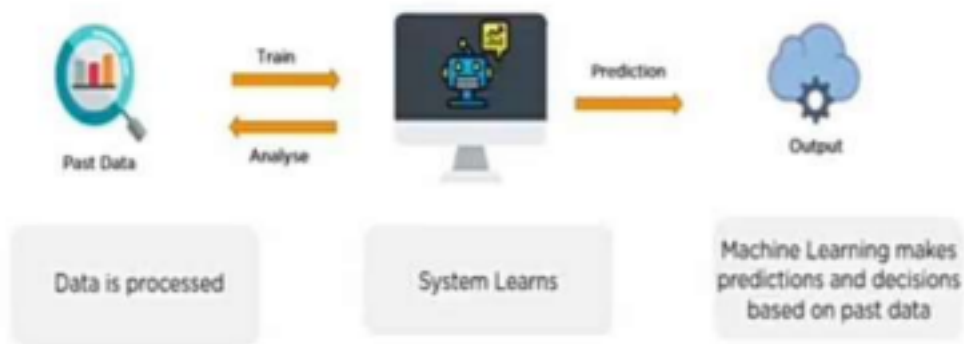 Train
Prediction
Past Data
Analyse
Output
Data is processed
System Learns
Machine Learning makes
predictions and decisions
based on past data